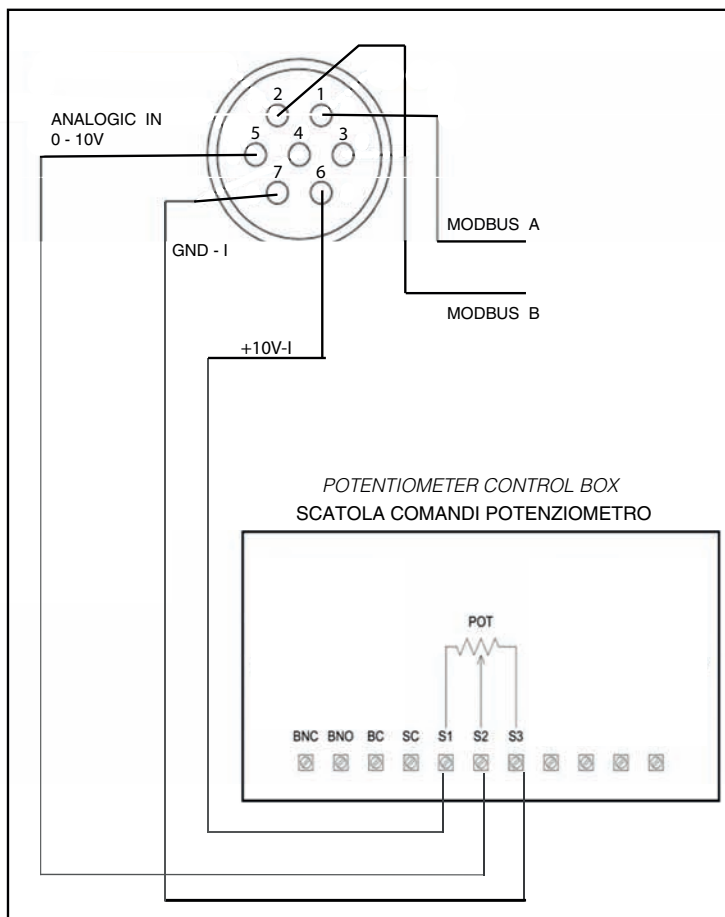 2 1
ANALOGIC IN
0 - 10V
5 4 3
7 6
MODBUS A
GND - I
MODBUS B
+10V-I
POTENTIOMETER CONTROL BOX
SCATOLA COMANDI POTENZIOMETRO
POT
BNC BNO BC SC S1 S2 S3